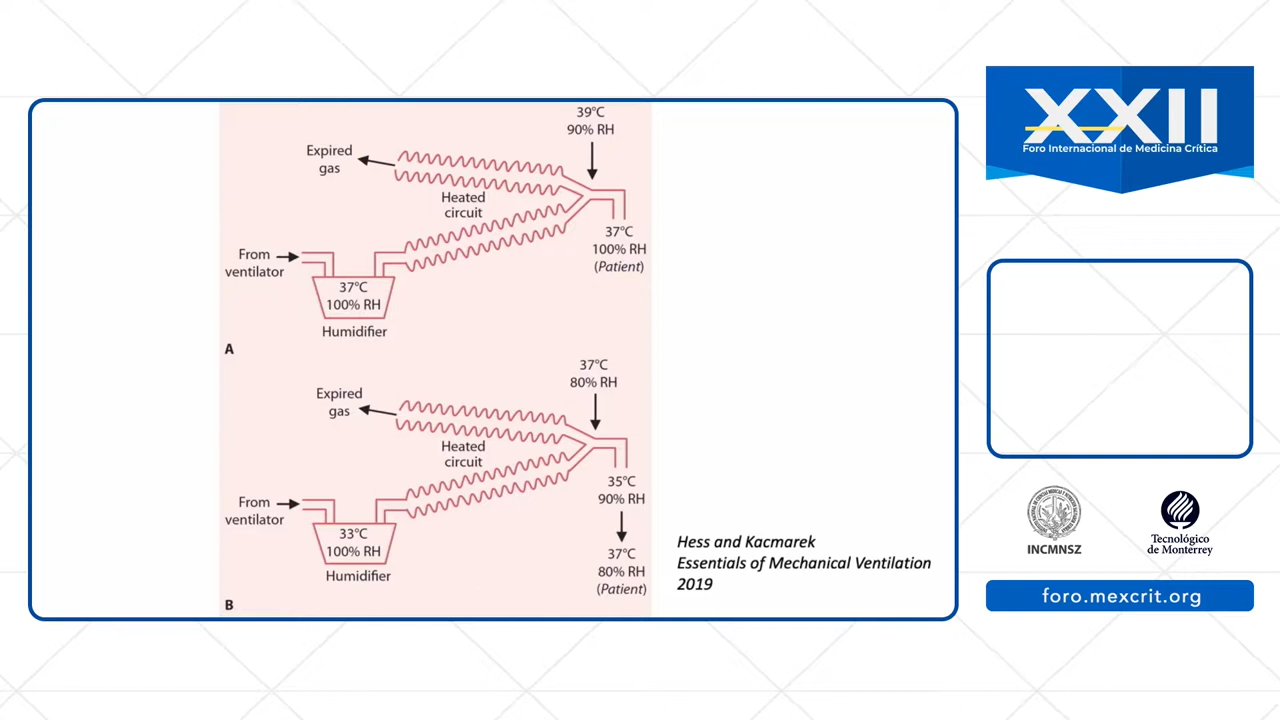 39°C
90% RH
Expired
gas
Heated
circuit
37°C
100% RH
(Patient)
From
ventilator
37°C
100% RH
Humidifier
A
37°C
80% RH
Expired
gas
Heated
circuit
35°C
90% RH
From
ventilator
33°C
100% RH
37°C
80% RH
(Patient)
Humidifier
B
Hess and Kacmarek
Essentials of Mechanical Ventilation
2019
XXII
Foro Internacional de Medicina Crítica
INCMNSZ
Tecnológico
de Monterrey
foro.mexcrit.org